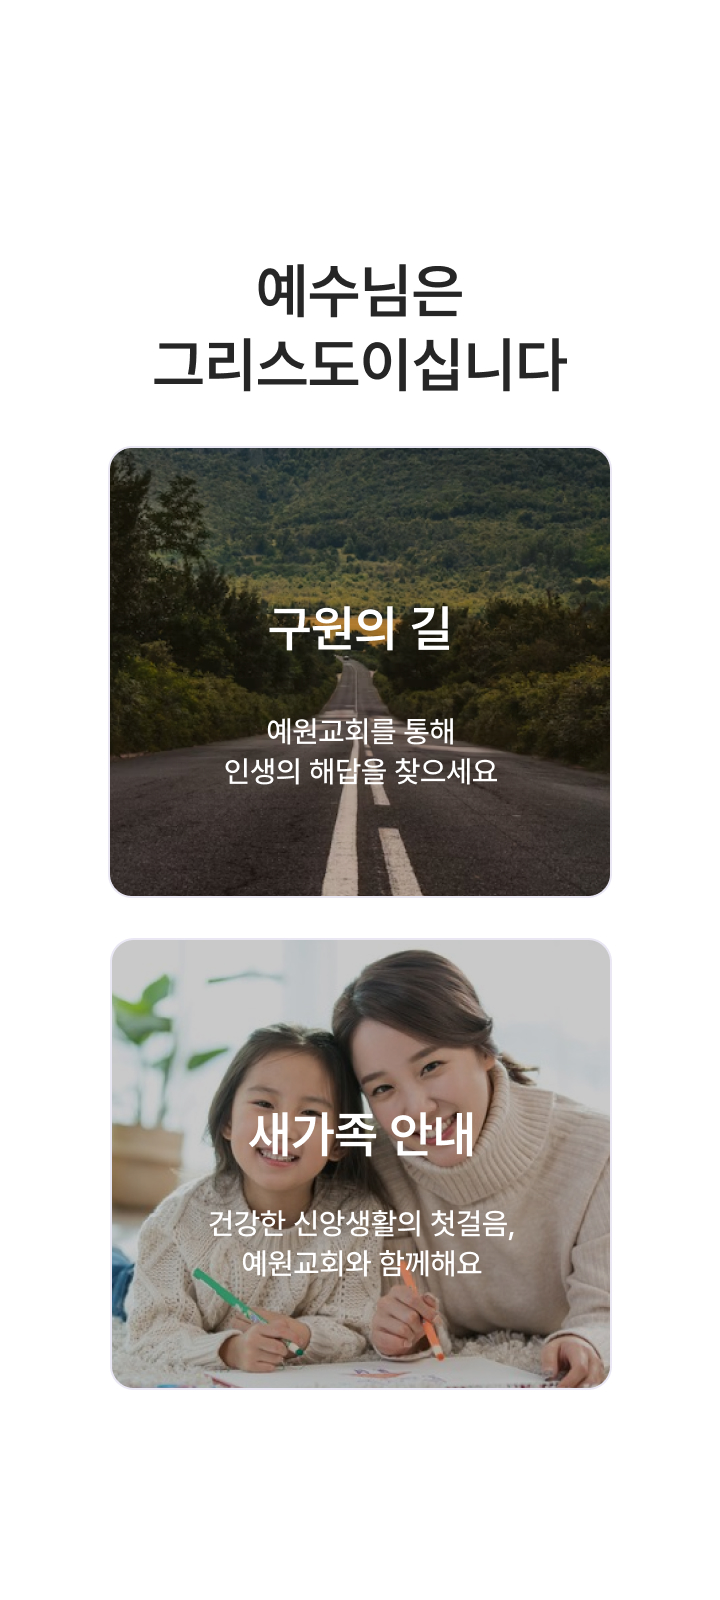 예수님은
그리스도이십니다
구원의 길
예원교회를 통해
인생의 해답을 찾으세요
새가족 안내
건강한 신앙생활의 첫걸음,
예원교회와 함께해요